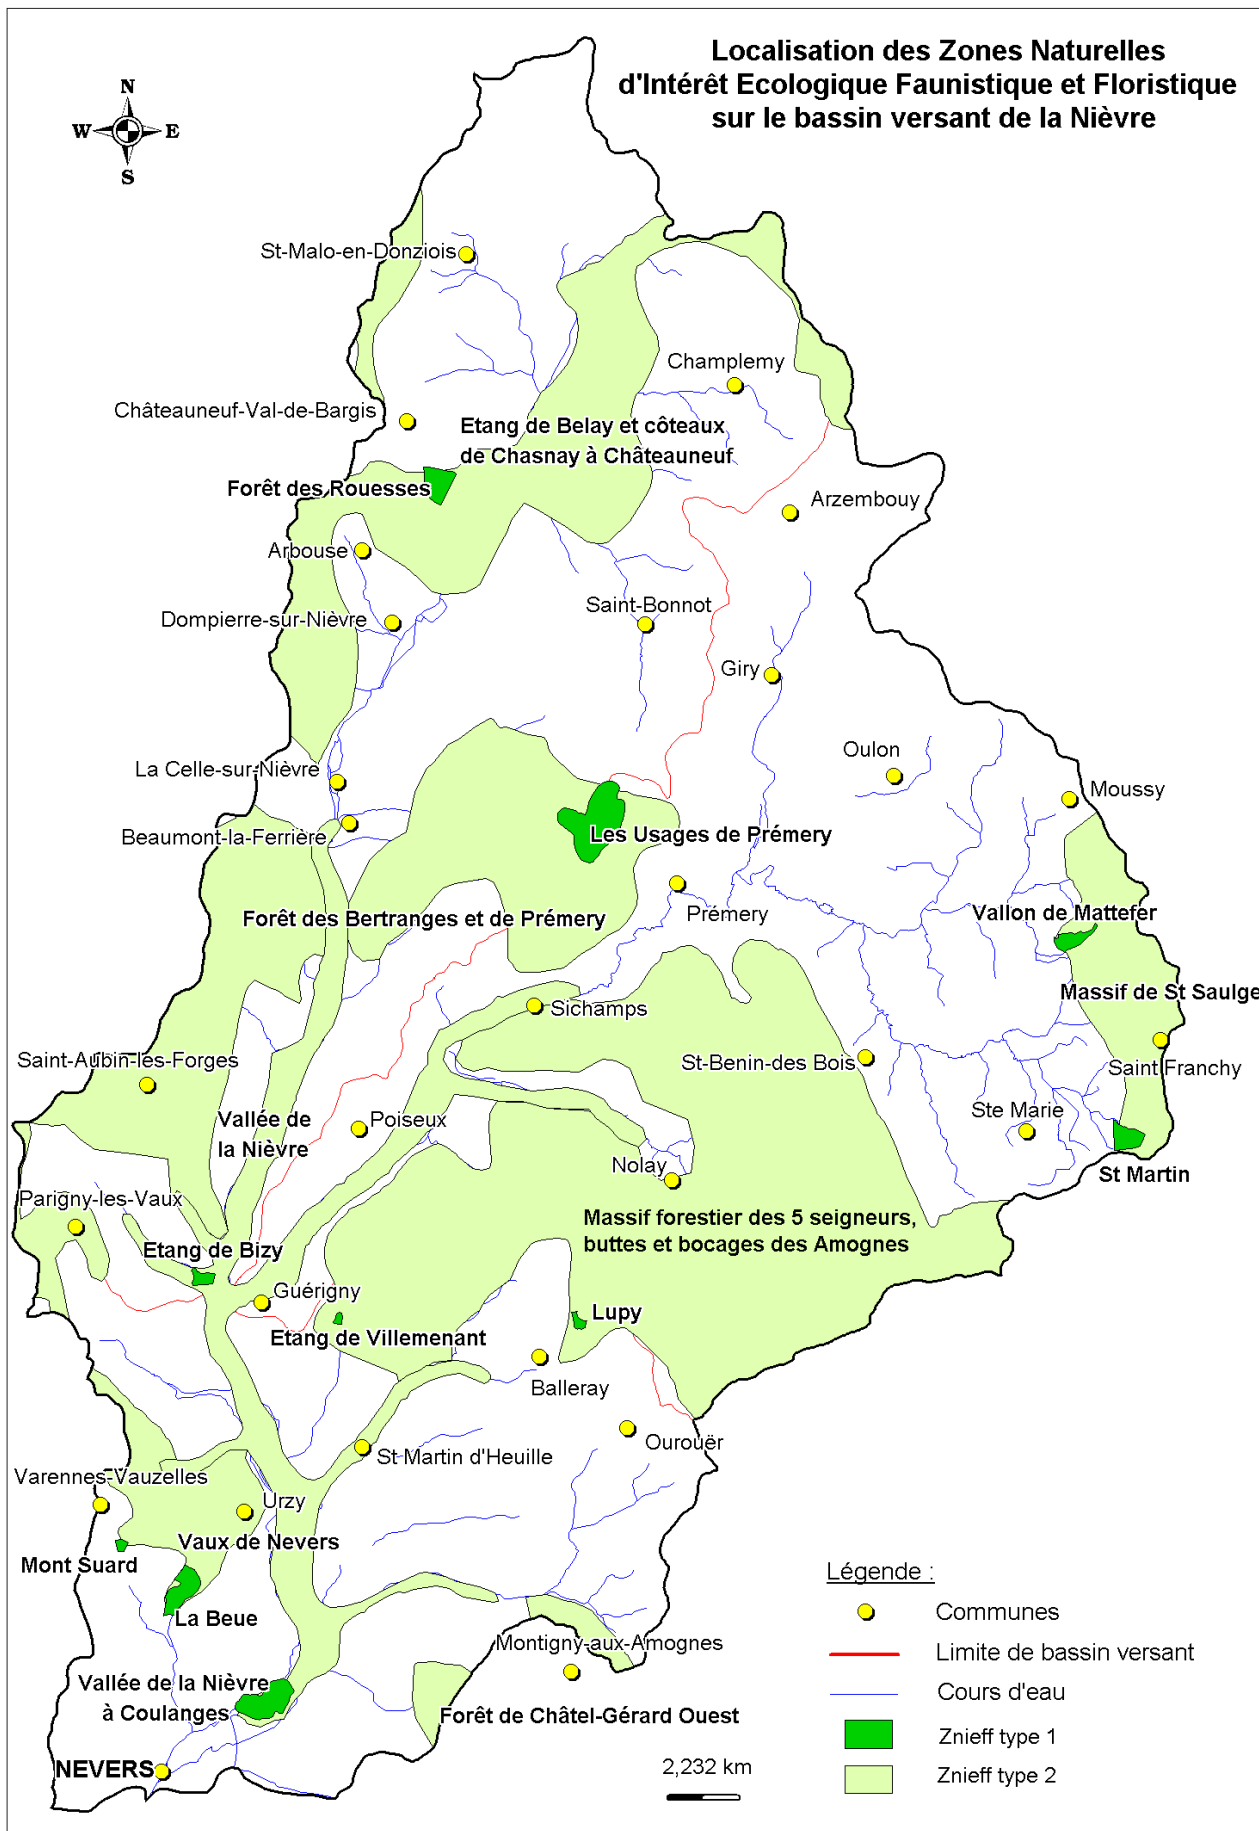 Localisation des Zones Naturelles
d'Intérêt Ecologique Faunistique et Floristique
sur le bassin versant de la Nièvre
N
W
E
S
St-Malo-en-Donziois
Champlemy
Châteauneuf-Val-de-Bargis
Etang de Belay et côteaux
de Chasnay à Châteauneuf
Forêt des Rouesses
Arzembouy
Arbouse
Saint-Bonnot
Dompierre-sur-Nièvre
Giry
Oulon
La Celle-sur-Nièvre
Moussy
Beaumont-la-Ferrière
Les Usages de Prémery
Prémery
Vallon de Mattefer
Forêt des Bertranges et de Prémery
Massif de St Saulge
Sichamps
Saint-Aubin-les-Forges
St-Benin-des Bois
Saint Franchy
Vallée de
la Nièvre
Poiseux
Ste Marie
Nolay
St Martin
Parigny-les-Vaux
Massif forestier des 5 seigneurs,
buttes et bocages des Amognes
Etang de Bizy
Guérigny
Lupy
Etang de Villemenant
Balleray
Ourouër
St-Martin d'Heuille
Varennes-Vauzelles
Urzy
Vaux de Nevers
Mont Suard
La Beue
Montigny-aux-Amognes
Vallée de la Nièvre
à Coulanges
Forêt de Châtel-Gérard Ouest
NEVERS
2,232 km
Légende :
Communes
Limite de bassin versant
Cours d'eau
Znieff type 1
Znieff type 2